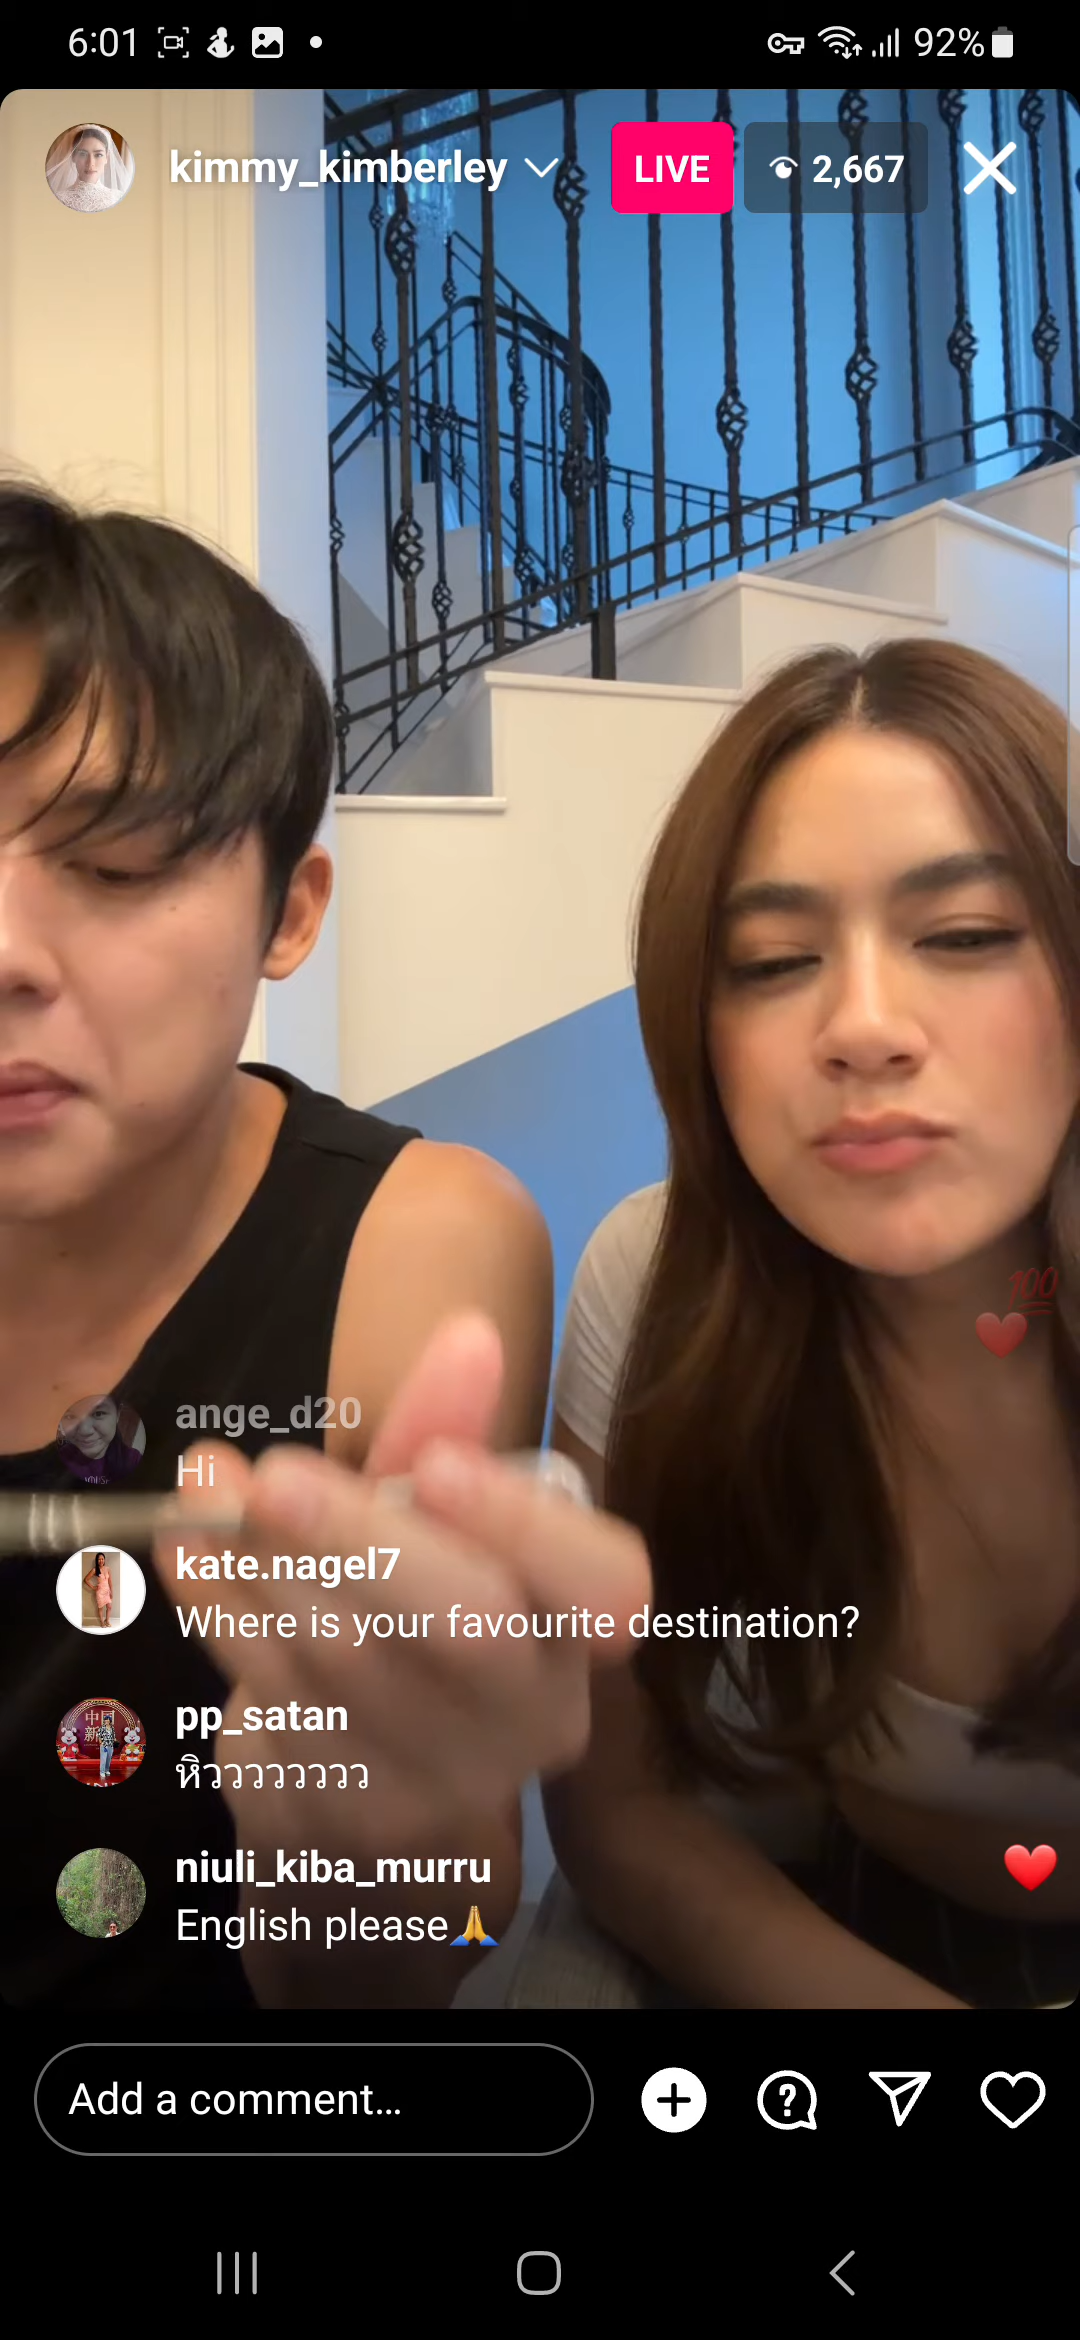 6:01
92%
kimmy_kimberley
LIVE
2,667
💯
ange_d20
Hi
kate.nagel7
Where is your favourite destination?
pp_satan
หิวววววววว
niuli_kiba_murru
English please🙏
Add a comment...